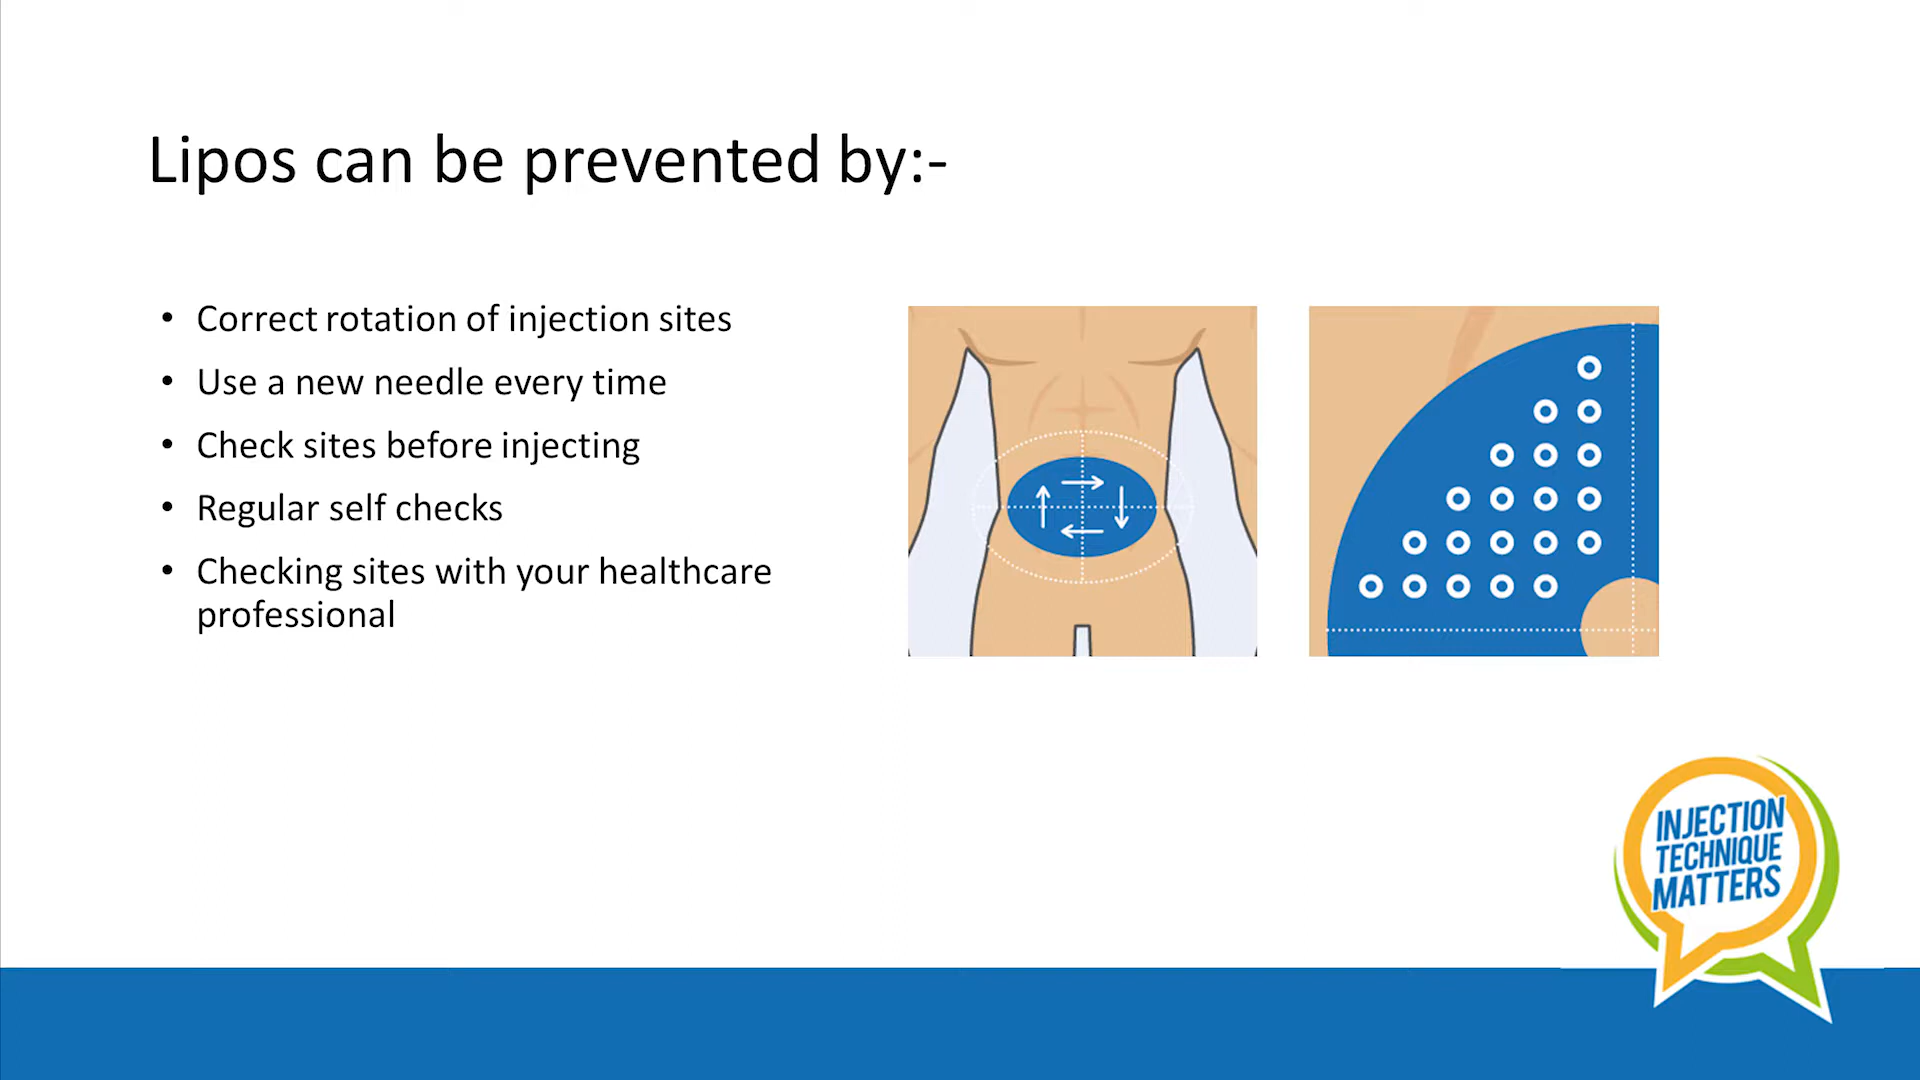 Lipos can be prevented by:-
• Correct rotation of injection sites
• Use a new needle every time
• Check sites before injecting
• Regular self checks
• Checking sites with your healthcare
professional
INJECTION
TECHNIQUE
MATTERS